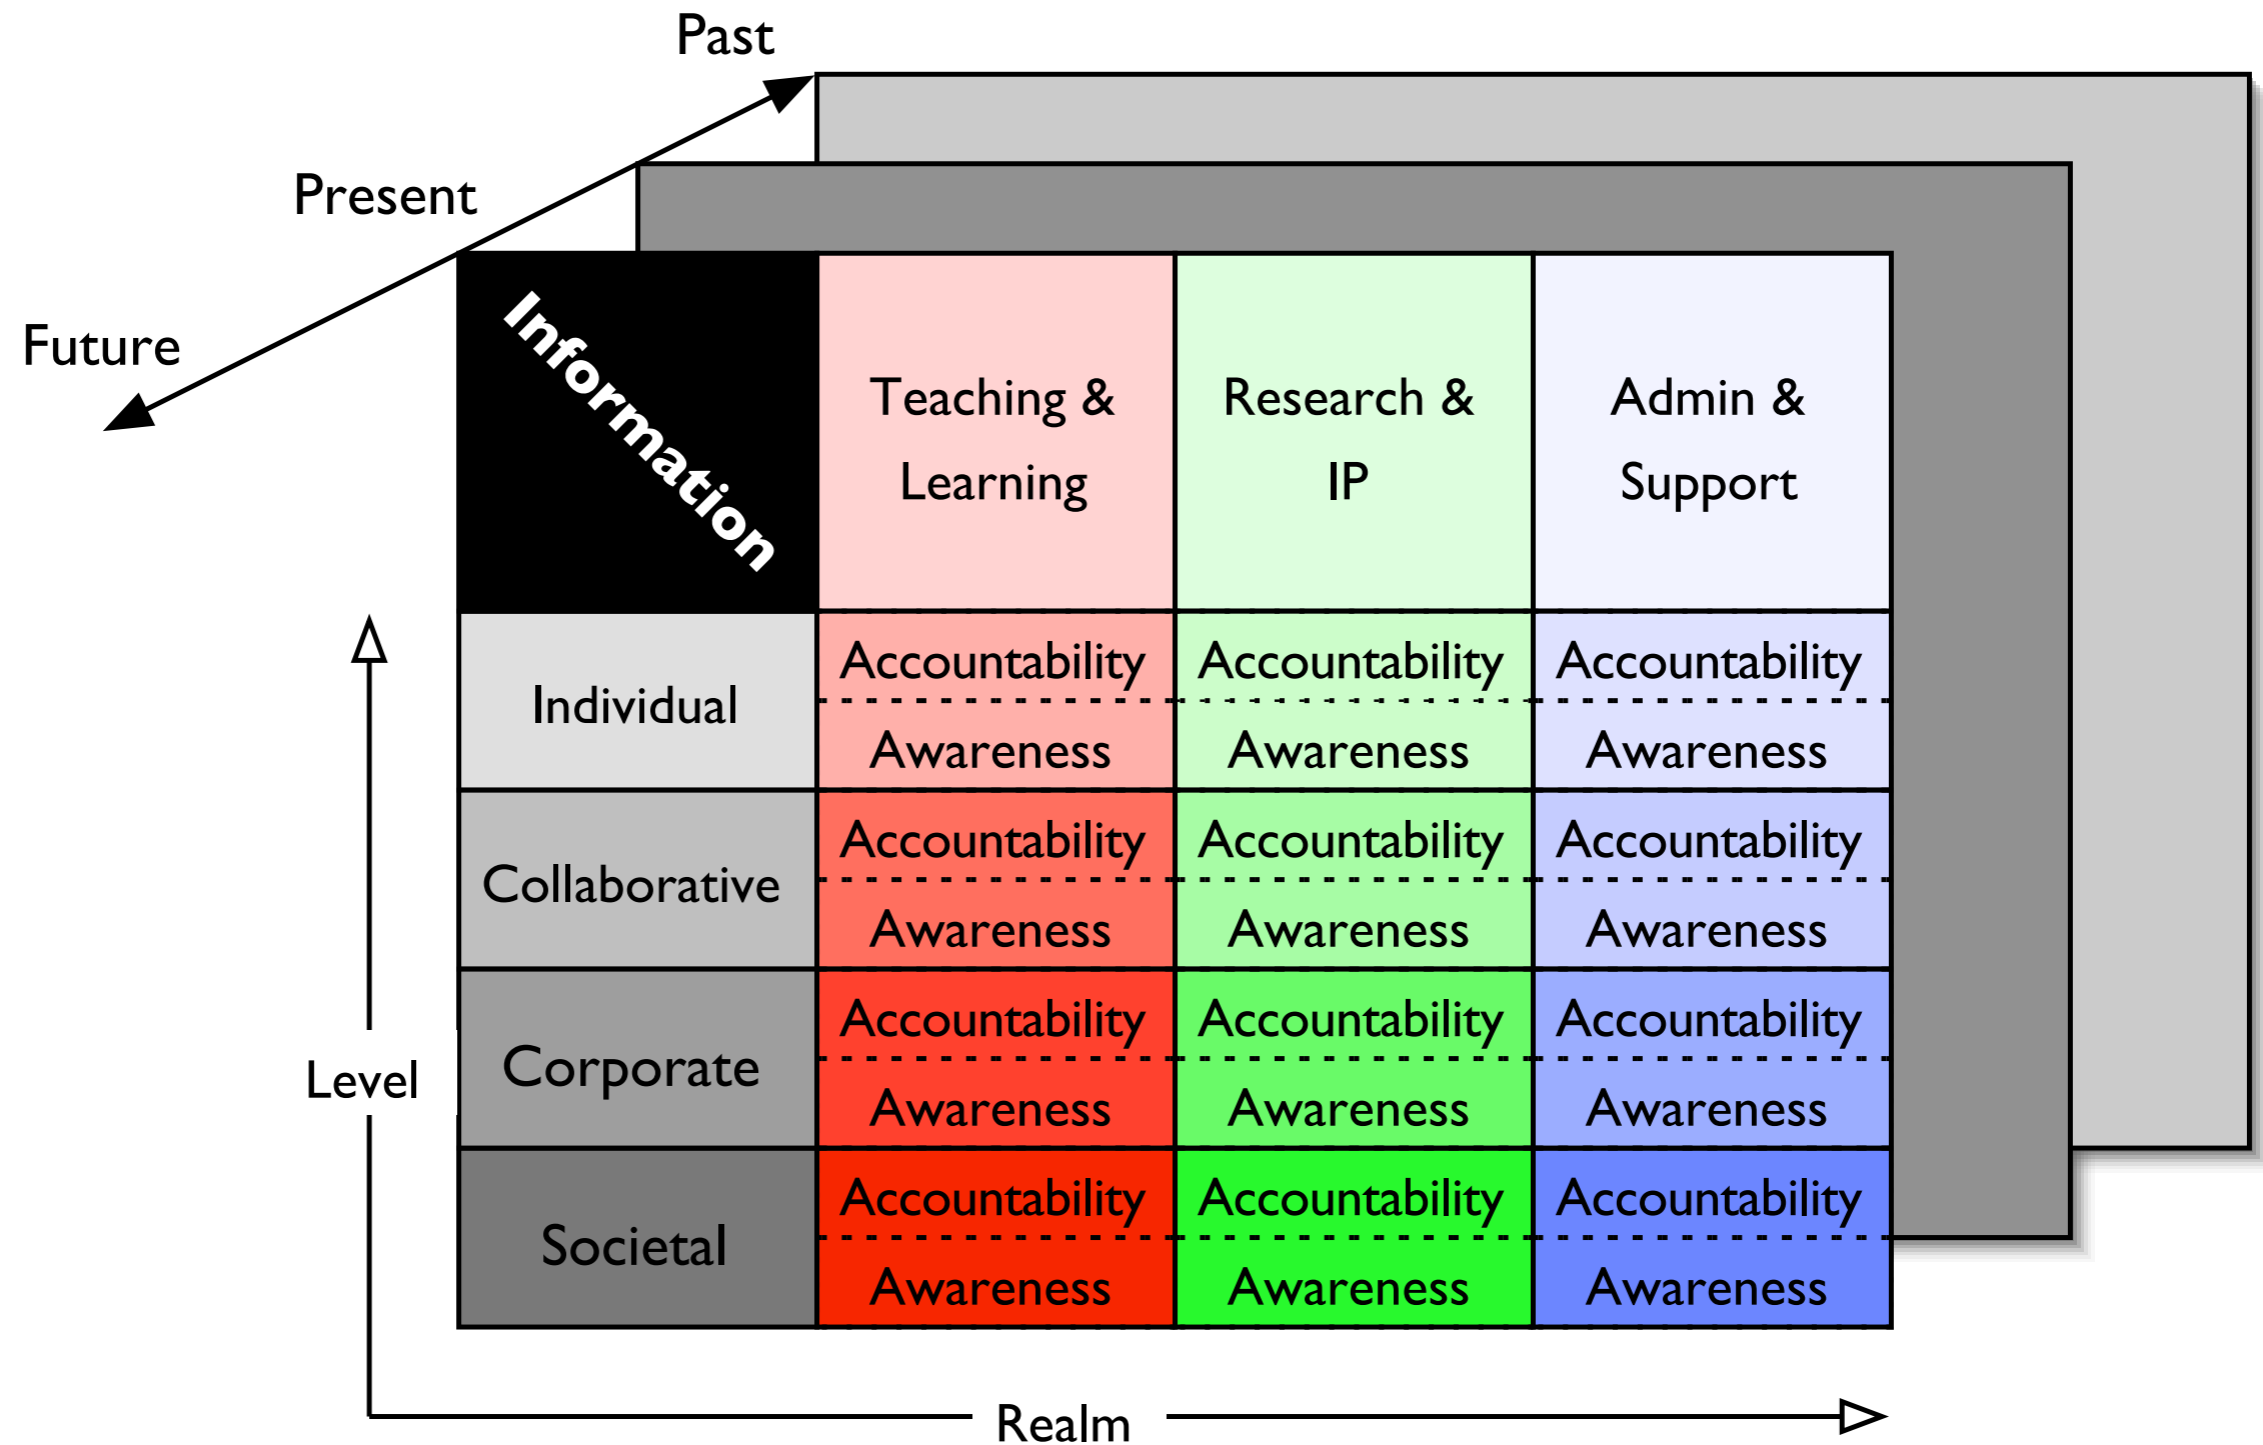 Past
Present
Future
Information
Teaching &
Learning
Research &
IP
Admin &
Support
Individual
Accountability
Accountability
Accountability
Awareness
Awareness
Awareness
Collaborative
Accountability
Accountability
Accountability
Awareness
Awareness
Awareness
Corporate
Accountability
Accountability
Accountability
Awareness
Awareness
Awareness
Societal
Accountability
Accountability
Accountability
Awareness
Awareness
Awareness
Level
Realm